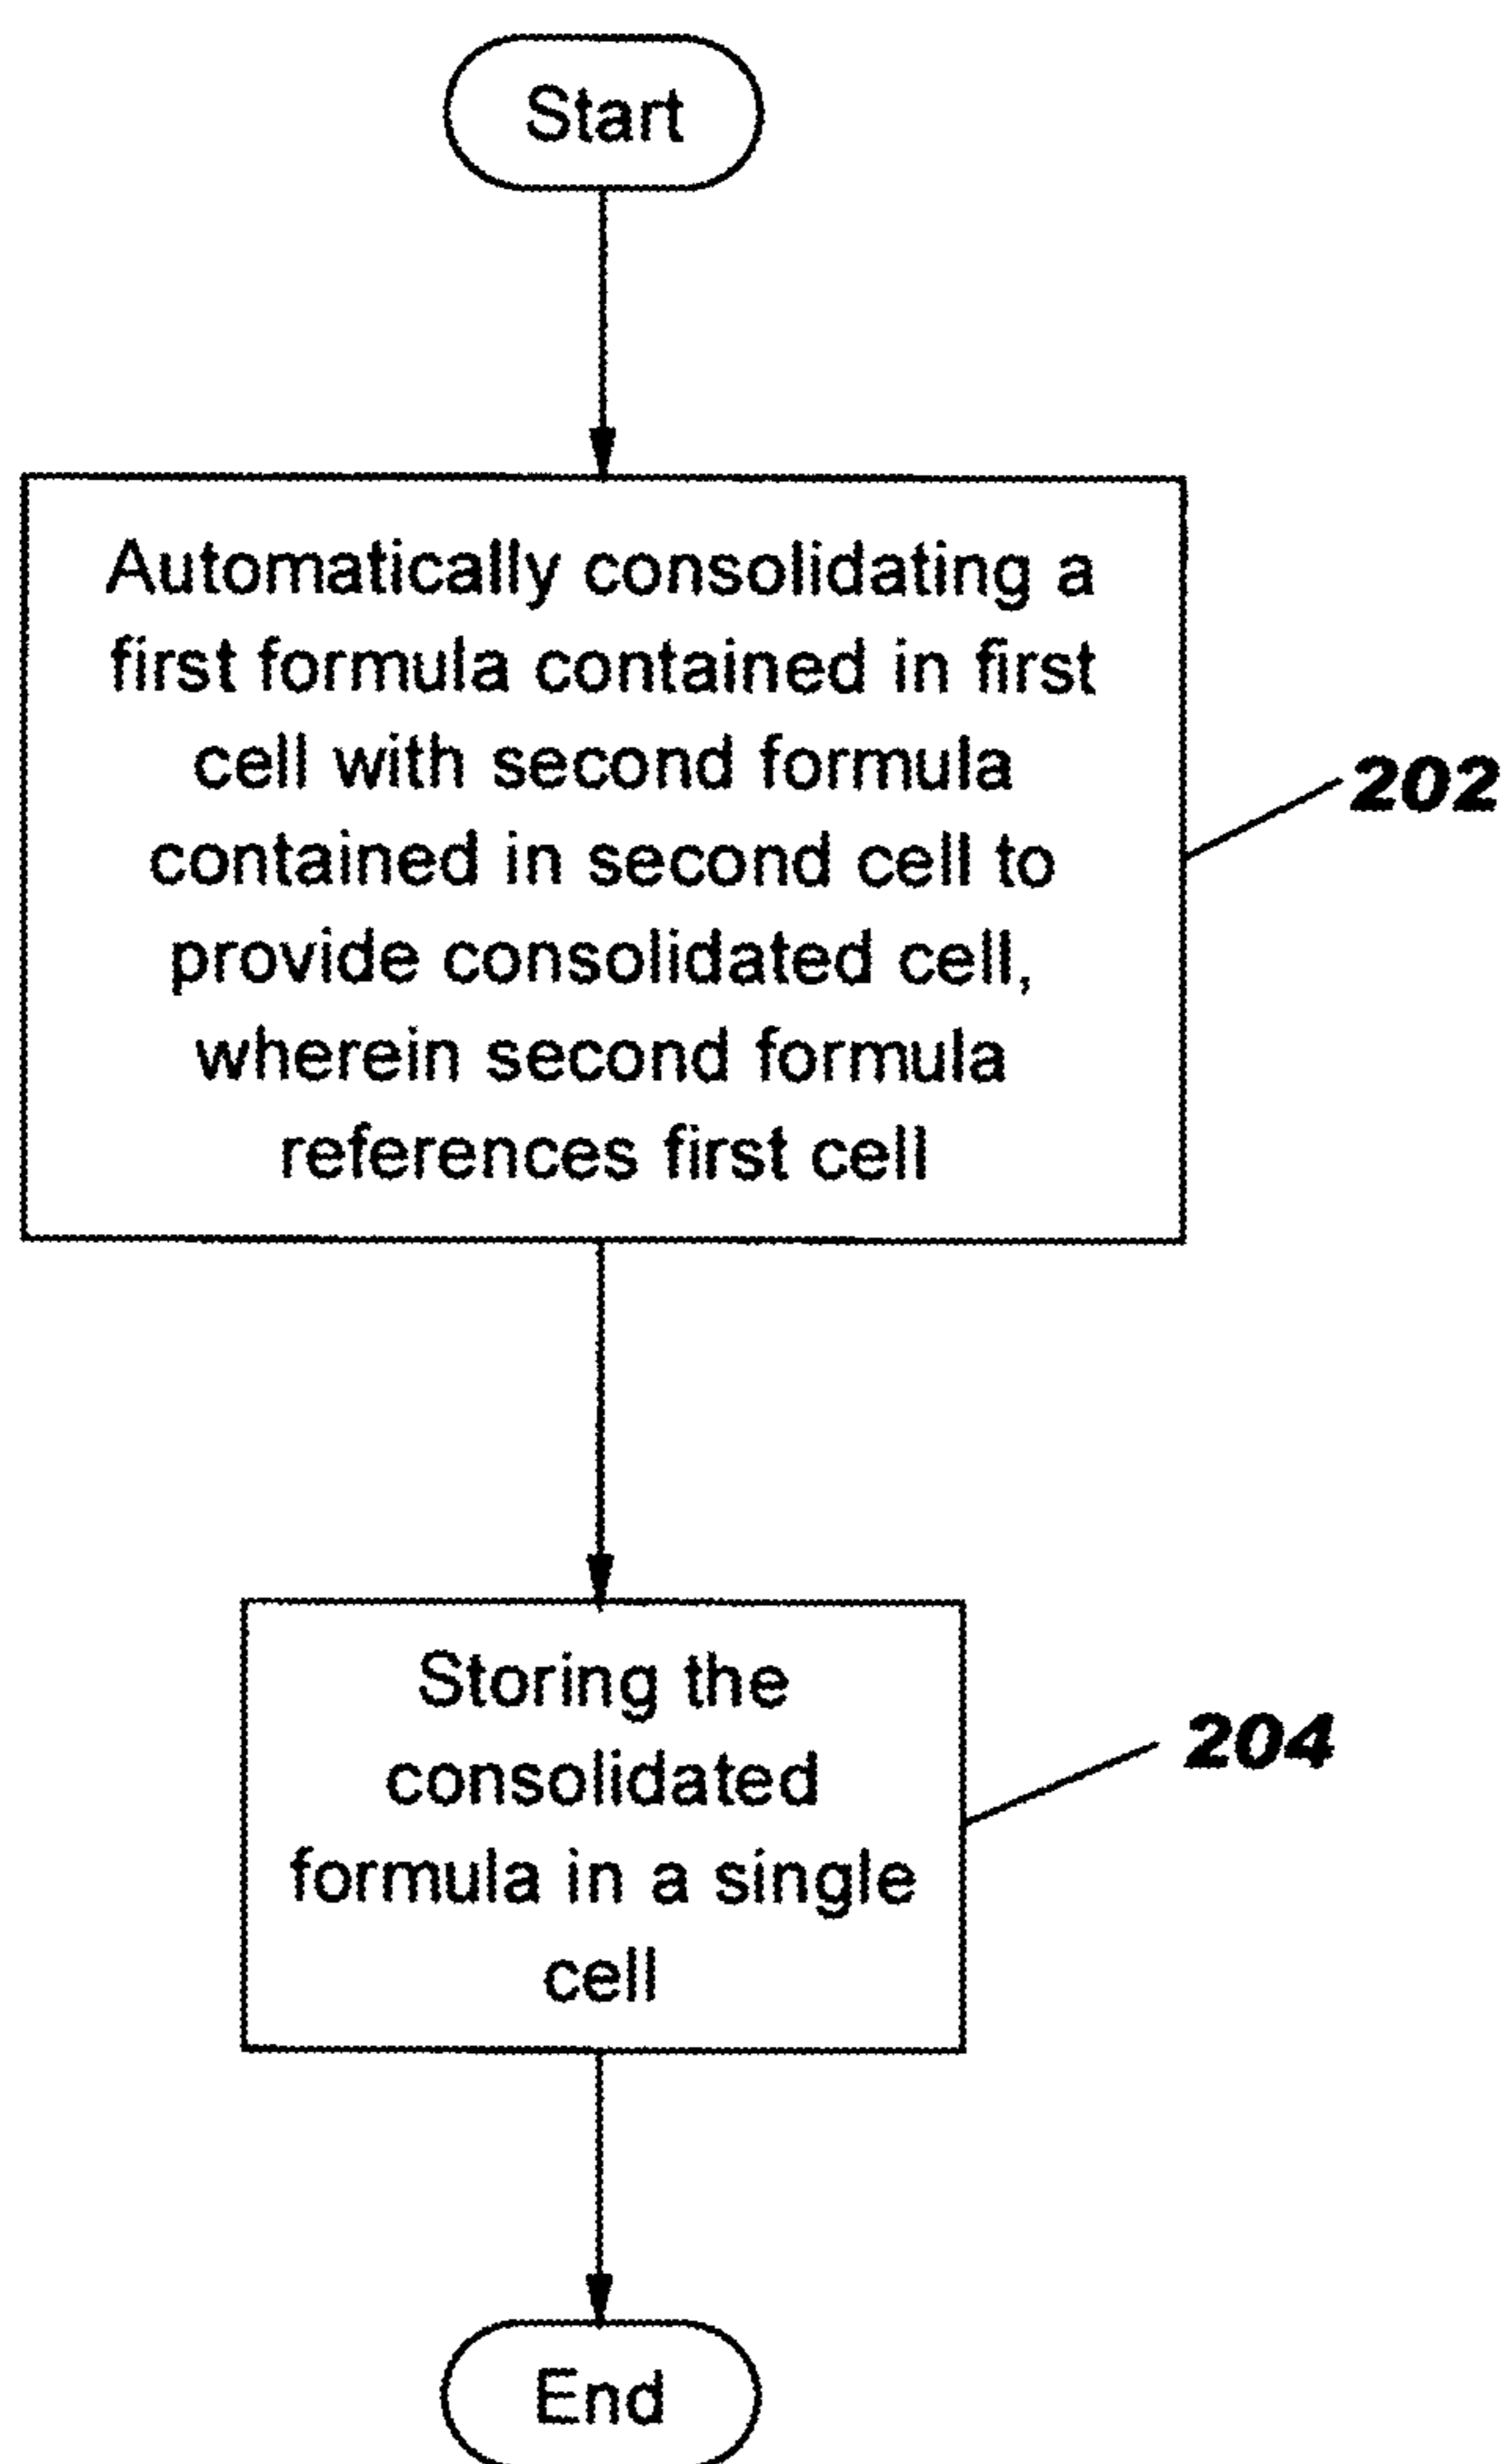 Start
Automatically consolidating a
first formula contained in first
cell with second formula
contained in second cell to
provide consolidated cell,
wherein second formula
references first cell
202
Storing the
consolidated
formula in a single
cell
204
End